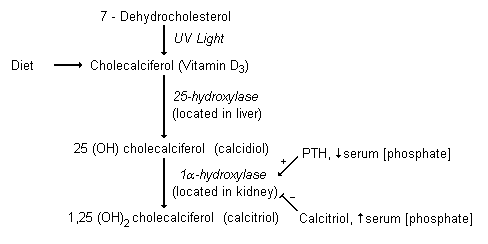 7 - Dehydrocholesterol
UV Light
Diet
Cholecalciferol (Vitamin D3)
25-hydroxylase
(located in liver)
25 (OH) cholecalciferol (calcidiol)
+
PTH, ↓serum [phosphate]
1α-hydroxylase
(located in kidney)
−
1,25 (OH)2 cholecalciferol (calcitriol)
Calcitriol, ↑serum [phosphate]